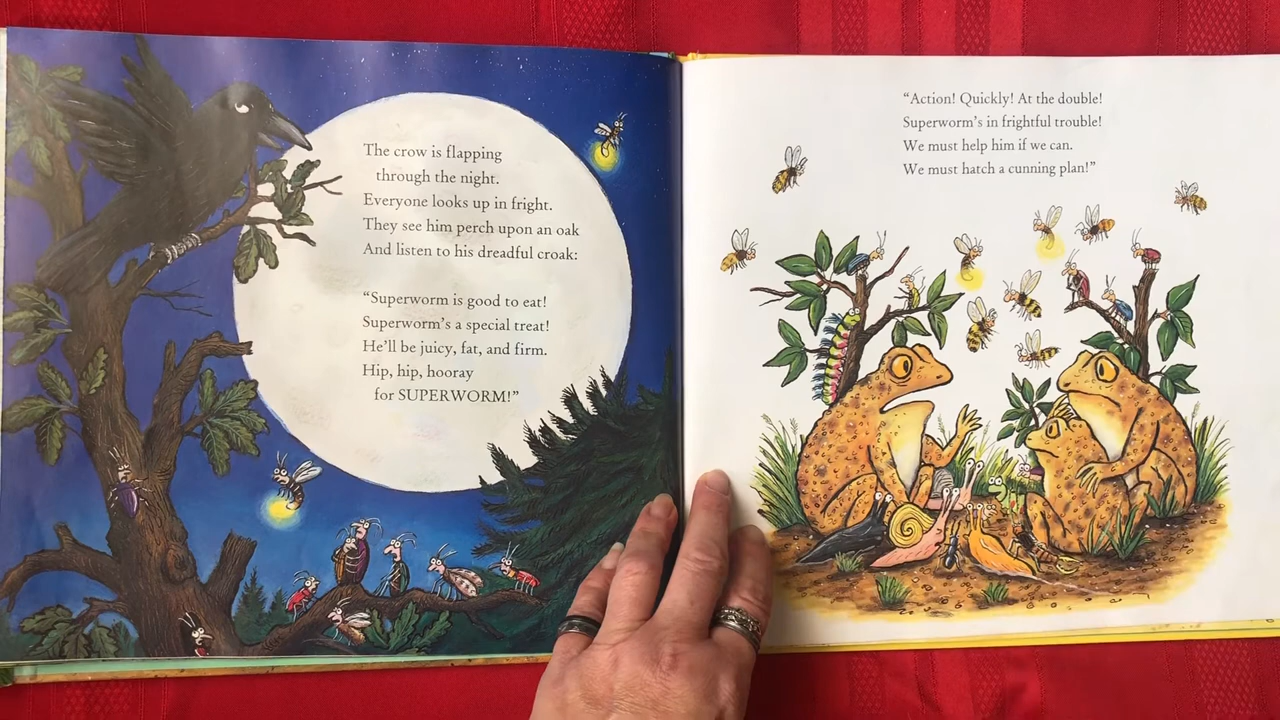 The crow is flapping
through the night.
Everyone looks up in fright.
They see him perch upon an oak
And listen to his dreadful croak:
“Superworm is good to eat!
Superworm’s a special treat!
He’ll be juicy, fat, and firm.
Hip, hip, hooray
for SUPERWORM!”
“Action! Quickly! At the double!
Superworm’s in frightful trouble!
We must help him if we can.
We must hatch a cunning plan!”